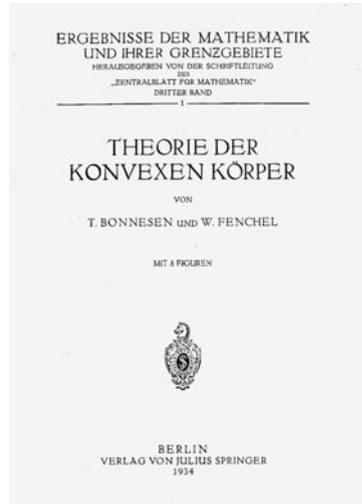 ERGEBNISSE DER MATHEMATIK
UND IHRER GRENZGEBIETE
HERAUSGEGEBEN VON DER SCHRIFTLEITUNG
DES
„ZENTRALBLATT FÜR MATHEMATIK“
DRITTER BAND
1
THEORIE DER
KONVEXEN KÖRPER
VON
T. BONNESEN UND W. FENCHEL
MIT 8 FIGUREN
BERLIN
VERLAG VON JULIUS SPRINGER
1934